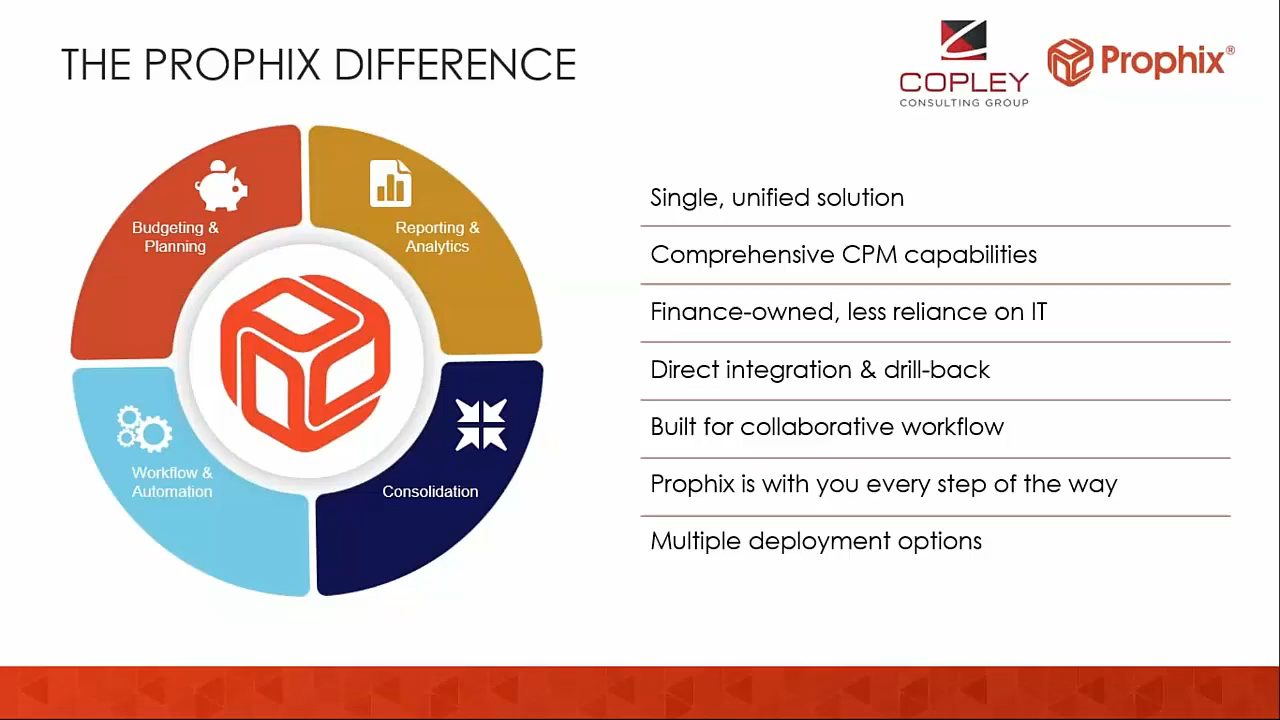 THE PROPHIX DIFFERENCE
COPLEY
CONSULTING GROUP
Prophix®
Budgeting &
Planning
Reporting &
Analytics
Workflow &
Automation
Consolidation
Single, unified solution
Comprehensive CPM capabilities
Finance-owned, less reliance on IT
Direct integration & drill-back
Built for collaborative workflow
Prophix is with you every step of the way
Multiple deployment options